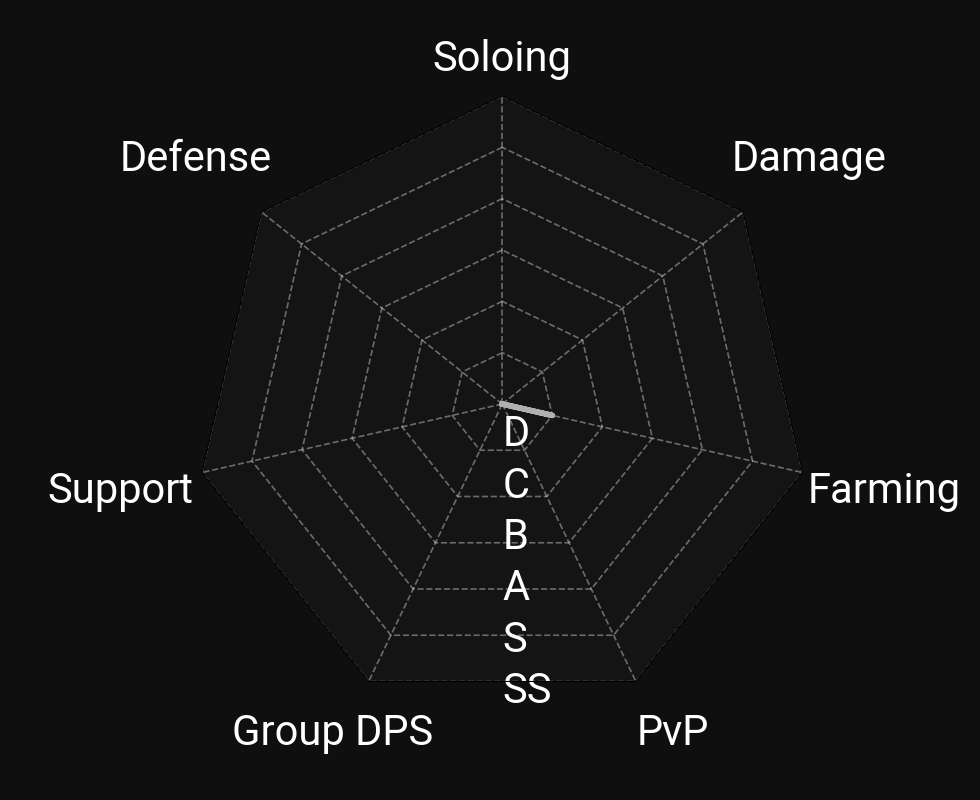 Soloing
Defense
Damage
D
C
Support
Farming
B
A
S
SS
Group DPS
PvP